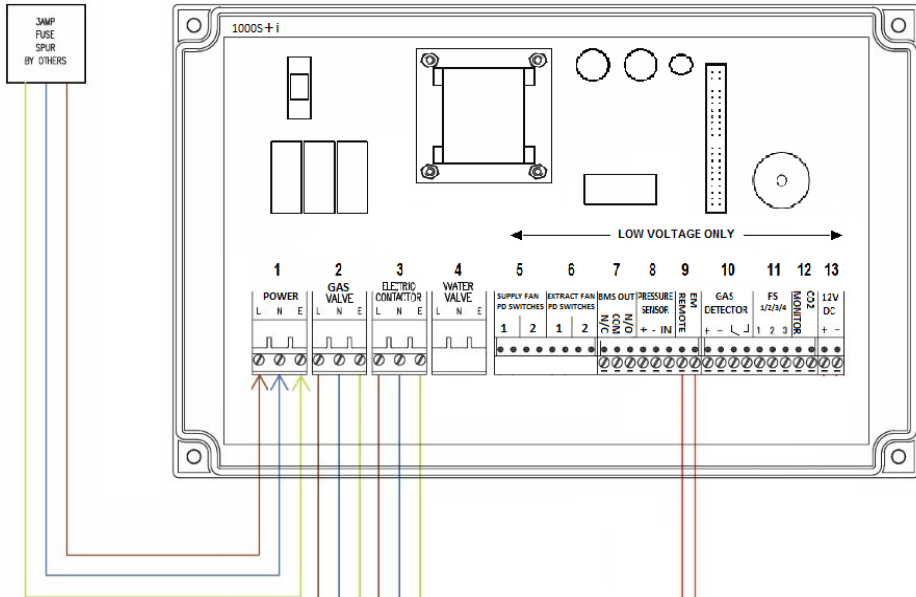 3AMP
FUSE
SPUR
BY OTHERS
1000S+i
LOW VOLTAGE ONLY
1 2 3 4 5 6 7 8 9 10 11 12 13
POWER
L N E
GAS
VALVE
L N E
ELECTRIC
CONTACTOR
L N E
WATER
VALVE
L N E
SUPPLY FAN
PD SWITCHES
1 2
EXTRACT FAN
PD SWITCHES
1 2
BMS OUT
N/C
COM
N/O
PRESSURE
SENSOR
+ - IN
EM
REMOTE
GAS
DETECTOR
+ -
FS
1/2/3/4
1 2 3
CO2
MONITOR
12V
DC
+ -